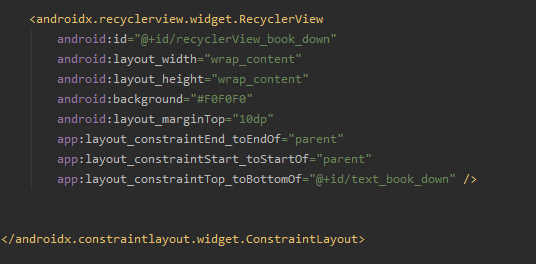 <androidx.recyclerview.widget.RecyclerView
android:id="@+id/recyclerView_book_down"
android:layout_width="wrap_content"
android:layout_height="wrap_content"
android:background="#F0F0F0"
android:layout_marginTop="10dp"
app:layout_constraintEnd_toEndOf="parent"
app:layout_constraintStart_toStartOf="parent"
app:layout_constraintTop_toBottomOf="@+id/text_book_down" />
</androidx.constraintlayout.widget.ConstraintLayout>